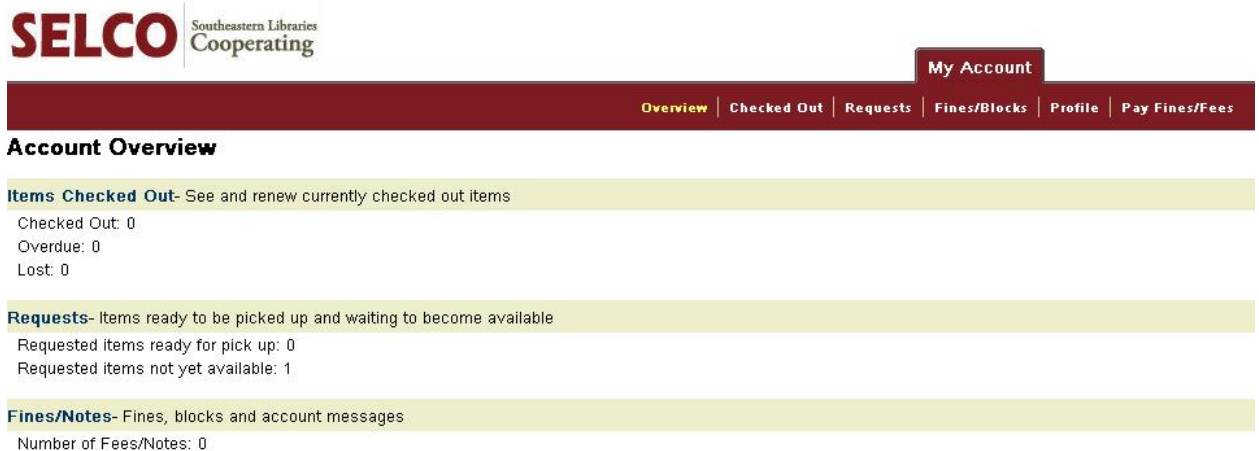 SELCO Southeastern Libraries
Cooperating
My Account
Overview | Checked Out | Requests | Fines/Blocks | Profile | Pay Fines/Fees
Account Overview
Items Checked Out- See and renew currently checked out items
Checked Out: 0
Overdue: 0
Lost: 0
Requests- Items ready to be picked up and waiting to become available
Requested items ready for pick up: 0
Requested items not yet available: 1
Fines/Notes- Fines, blocks and account messages
Number of Fees/Notes: 0